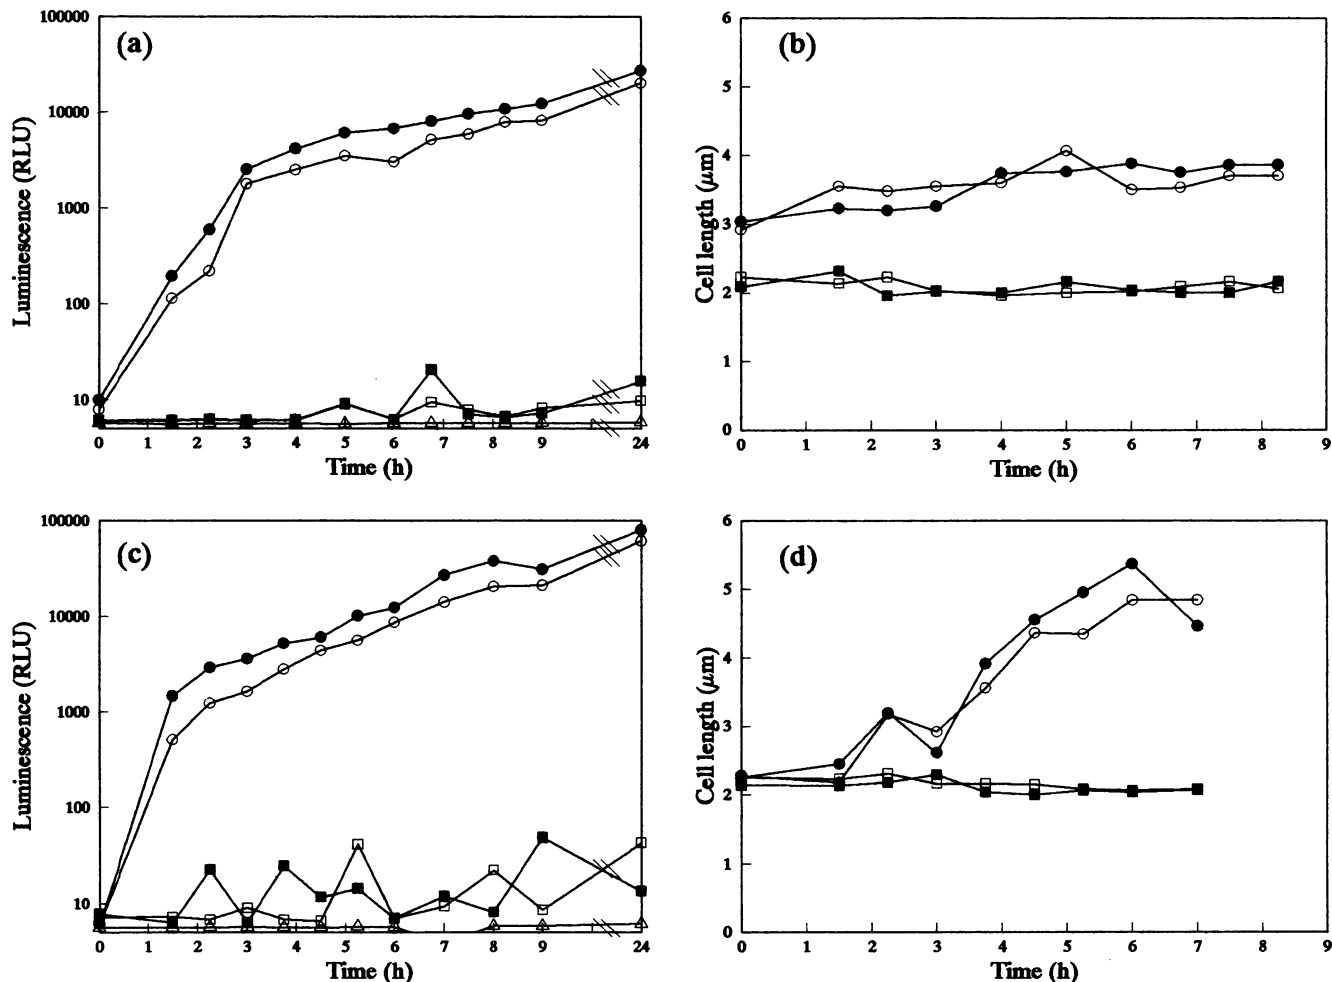 (a)
Luminescence (RLU)
100000
10000
1000
100
10
0 1 2 3 4 5 6 7 8 9 24
Time (h)
(b)
Cell length (μm)
6
5
4
3
2
1
0
0 1 2 3 4 5 6 7 8 9
Time (h)
(c)
Luminescence (RLU)
100000
10000
1000
100
10
0 1 2 3 4 5 6 7 8 9 24
Time (h)
(d)
Cell length (μm)
6
5
4
3
2
1
0
0 1 2 3 4 5 6 7 8 9
Time (h)